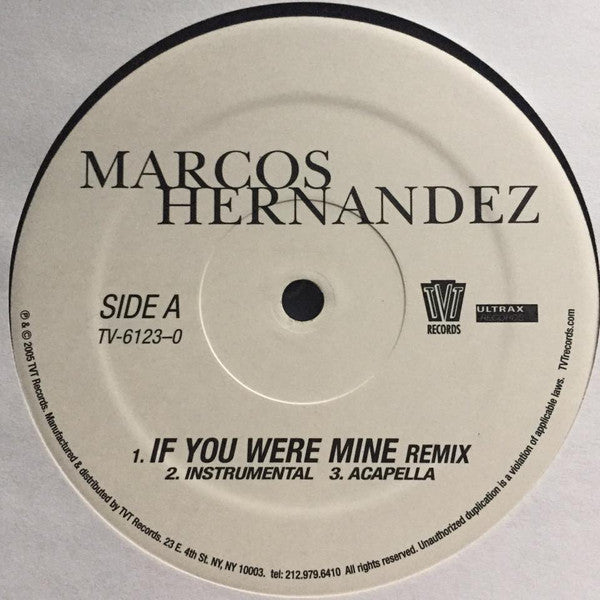 MARCOS
HERNANDEZ
SIDE A
TV-6123-0
TVT
RECORDS
ULTRAX
RECORDS
1. IF YOU WERE MINE REMIX
2. INSTRUMENTAL 3. ACAPELLA
℗ & © 2005 TVT Records. Manufactured & distributed by TVT Records. 23 E. 4th St. NY, NY 10003. tel: 212.979.6410 All rights reserved. Unauthorized duplication is a violation of applicable laws. TVTrecords.com